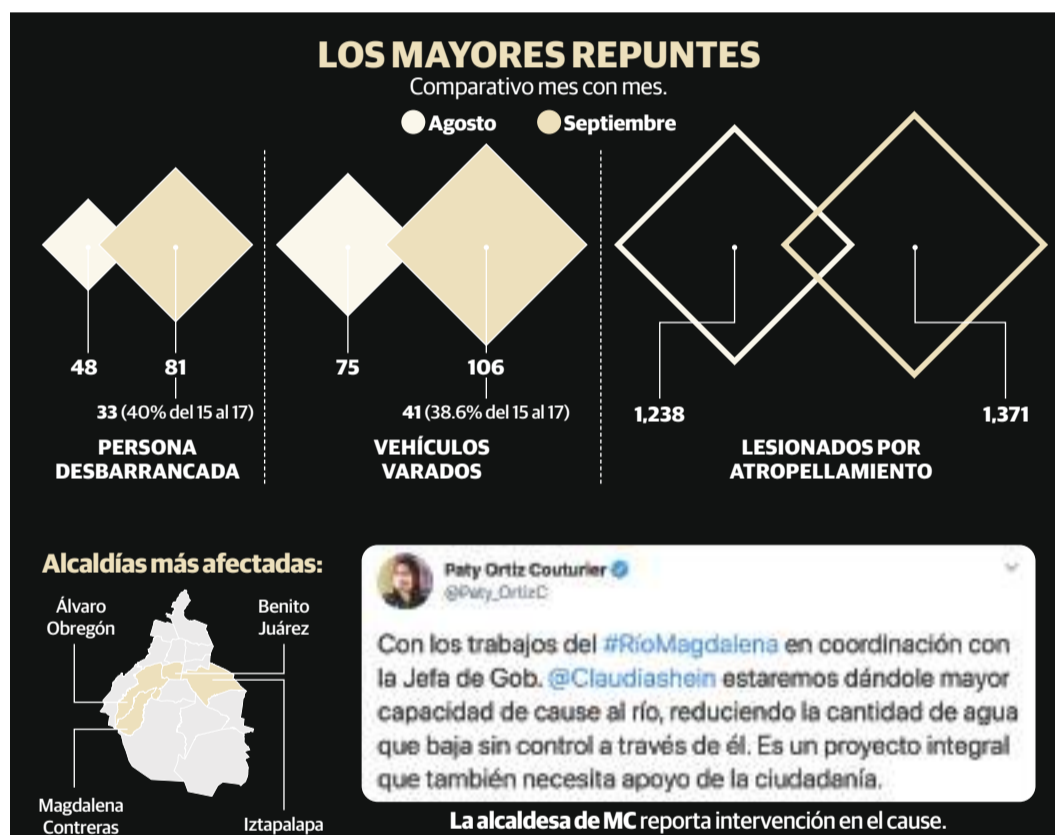 LOS MAYORES REPUNTES
Comparativo mes con mes.
Agosto
Septiembre
48
81
33 (40% del 15 al 17)
PERSONA
DESBARRANCADA
75
106
41 (38.6% del 15 al 17)
VEHÍCULOS
VARADOS
1,238
1,371
LESIONADOS POR
ATROPELLAMIENTO
Alcaldías más afectadas:
Álvaro
Obregón
Benito
Juárez
Magdalena
Contreras
Iztapalapa
Paty Ortiz Couturier
@Paty_OrtizC
Con los trabajos del #RíoMagdalena en coordinación con
la Jefa de Gob. @Claudiashein estaremos dándole mayor
capacidad de cause al río, reduciendo la cantidad de agua
que baja sin control a través de él. Es un proyecto integral
que también necesita apoyo de la ciudadanía.
La alcaldesa de MC reporta intervención en el cause.